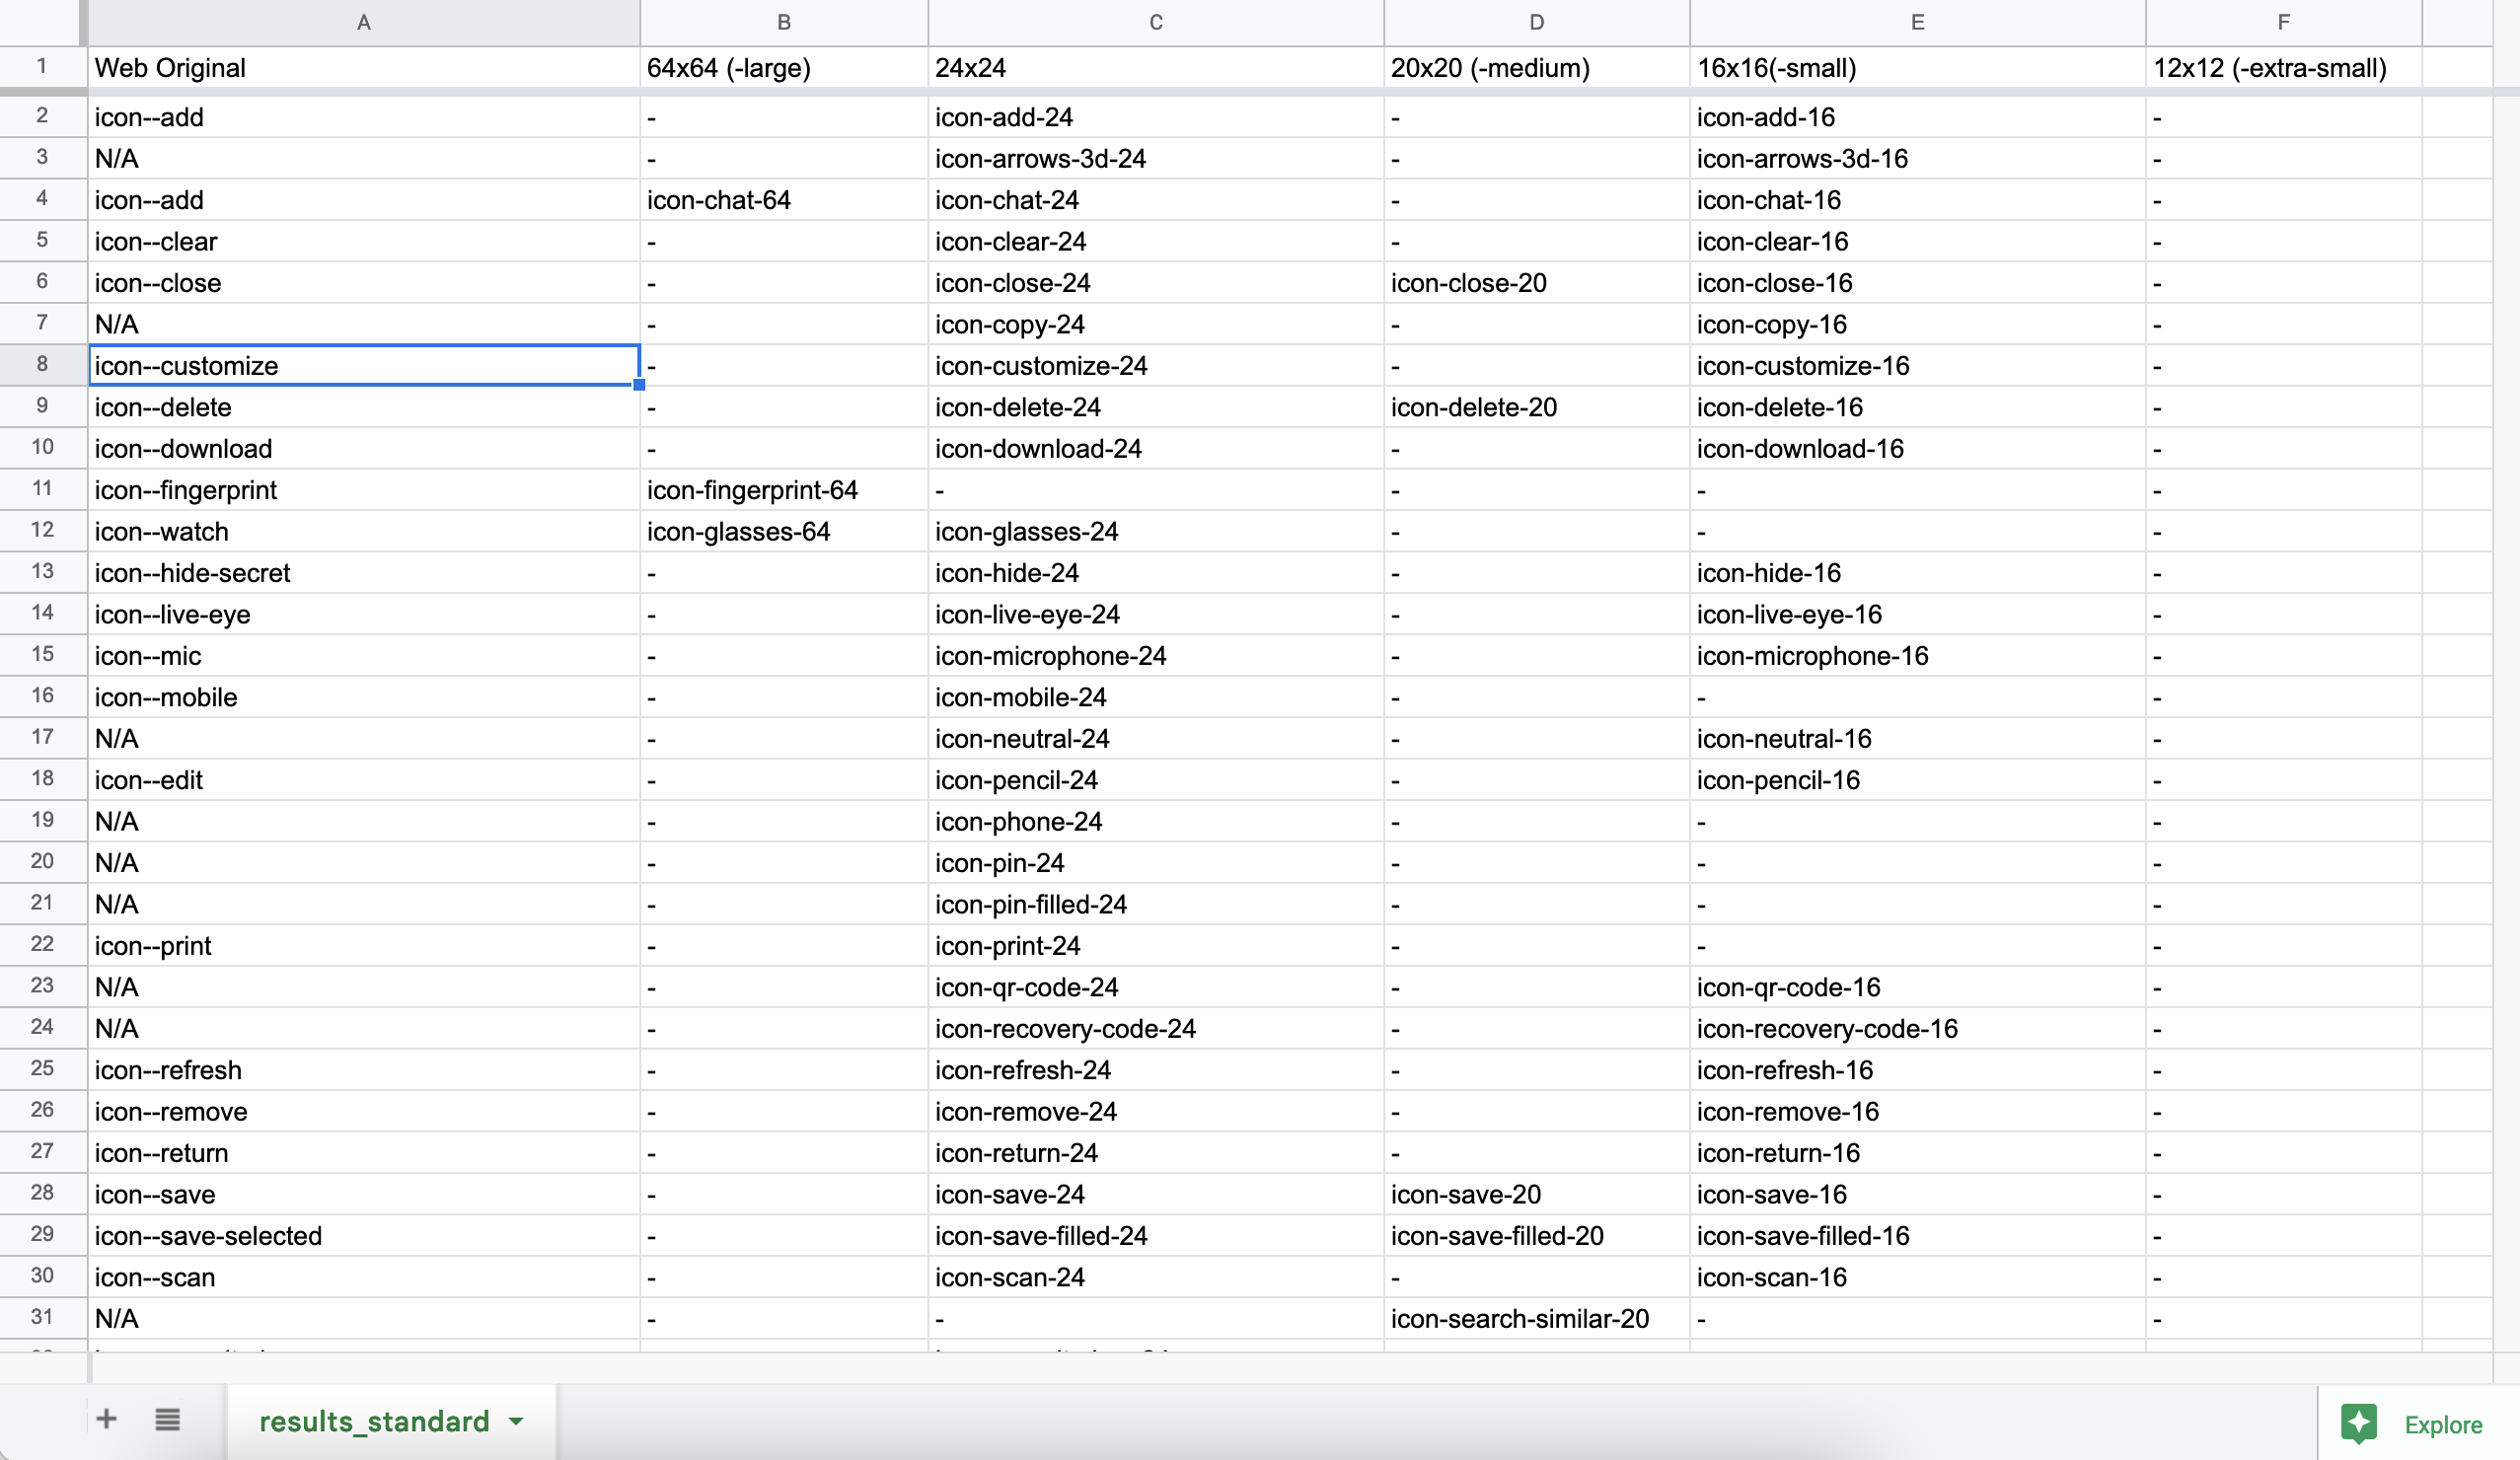 A B C D E F
1 Web Original 64x64 (-large) 24x24 20x20 (-medium) 16x16(-small) 12x12 (-extra-small)
2 icon--add - icon-add-24 - icon-add-16 -
3 N/A - icon-arrows-3d-24 - icon-arrows-3d-16 -
4 icon--add icon-chat-64 icon-chat-24 - icon-chat-16 -
5 icon--clear - icon-clear-24 - icon-clear-16 -
6 icon--close - icon-close-24 icon-close-20 icon-close-16 -
7 N/A - icon-copy-24 - icon-copy-16 -
8 icon--customize - icon-customize-24 - icon-customize-16 -
9 icon--delete - icon-delete-24 icon-delete-20 icon-delete-16 -
10 icon--download - icon-download-24 - icon-download-16 -
11 icon--fingerprint icon-fingerprint-64 - - - -
12 icon--watch icon-glasses-64 icon-glasses-24 - - -
13 icon--hide-secret - icon-hide-24 - icon-hide-16 -
14 icon--live-eye - icon-live-eye-24 - icon-live-eye-16 -
15 icon--mic - icon-microphone-24 - icon-microphone-16 -
16 icon--mobile - icon-mobile-24 - - -
17 N/A - icon-neutral-24 - icon-neutral-16 -
18 icon--edit - icon-pencil-24 - icon-pencil-16 -
19 N/A - icon-phone-24 - - -
20 N/A - icon-pin-24 - - -
21 N/A - icon-pin-filled-24 - - -
22 icon--print - icon-print-24 - - -
23 N/A - icon-qr-code-24 - icon-qr-code-16 -
24 N/A - icon-recovery-code-24 - icon-recovery-code-16 -
25 icon--refresh - icon-refresh-24 - icon-refresh-16 -
26 icon--remove - icon-remove-24 - icon-remove-16 -
27 icon--return - icon-return-24 - icon-return-16 -
28 icon--save - icon-save-24 icon-save-20 icon-save-16 -
29 icon--save-selected - icon-save-filled-24 icon-save-filled-20 icon-save-filled-16 -
30 icon--scan - icon-scan-24 - icon-scan-16 -
31 N/A - - icon-search-similar-20 - -
results_standard
Explore